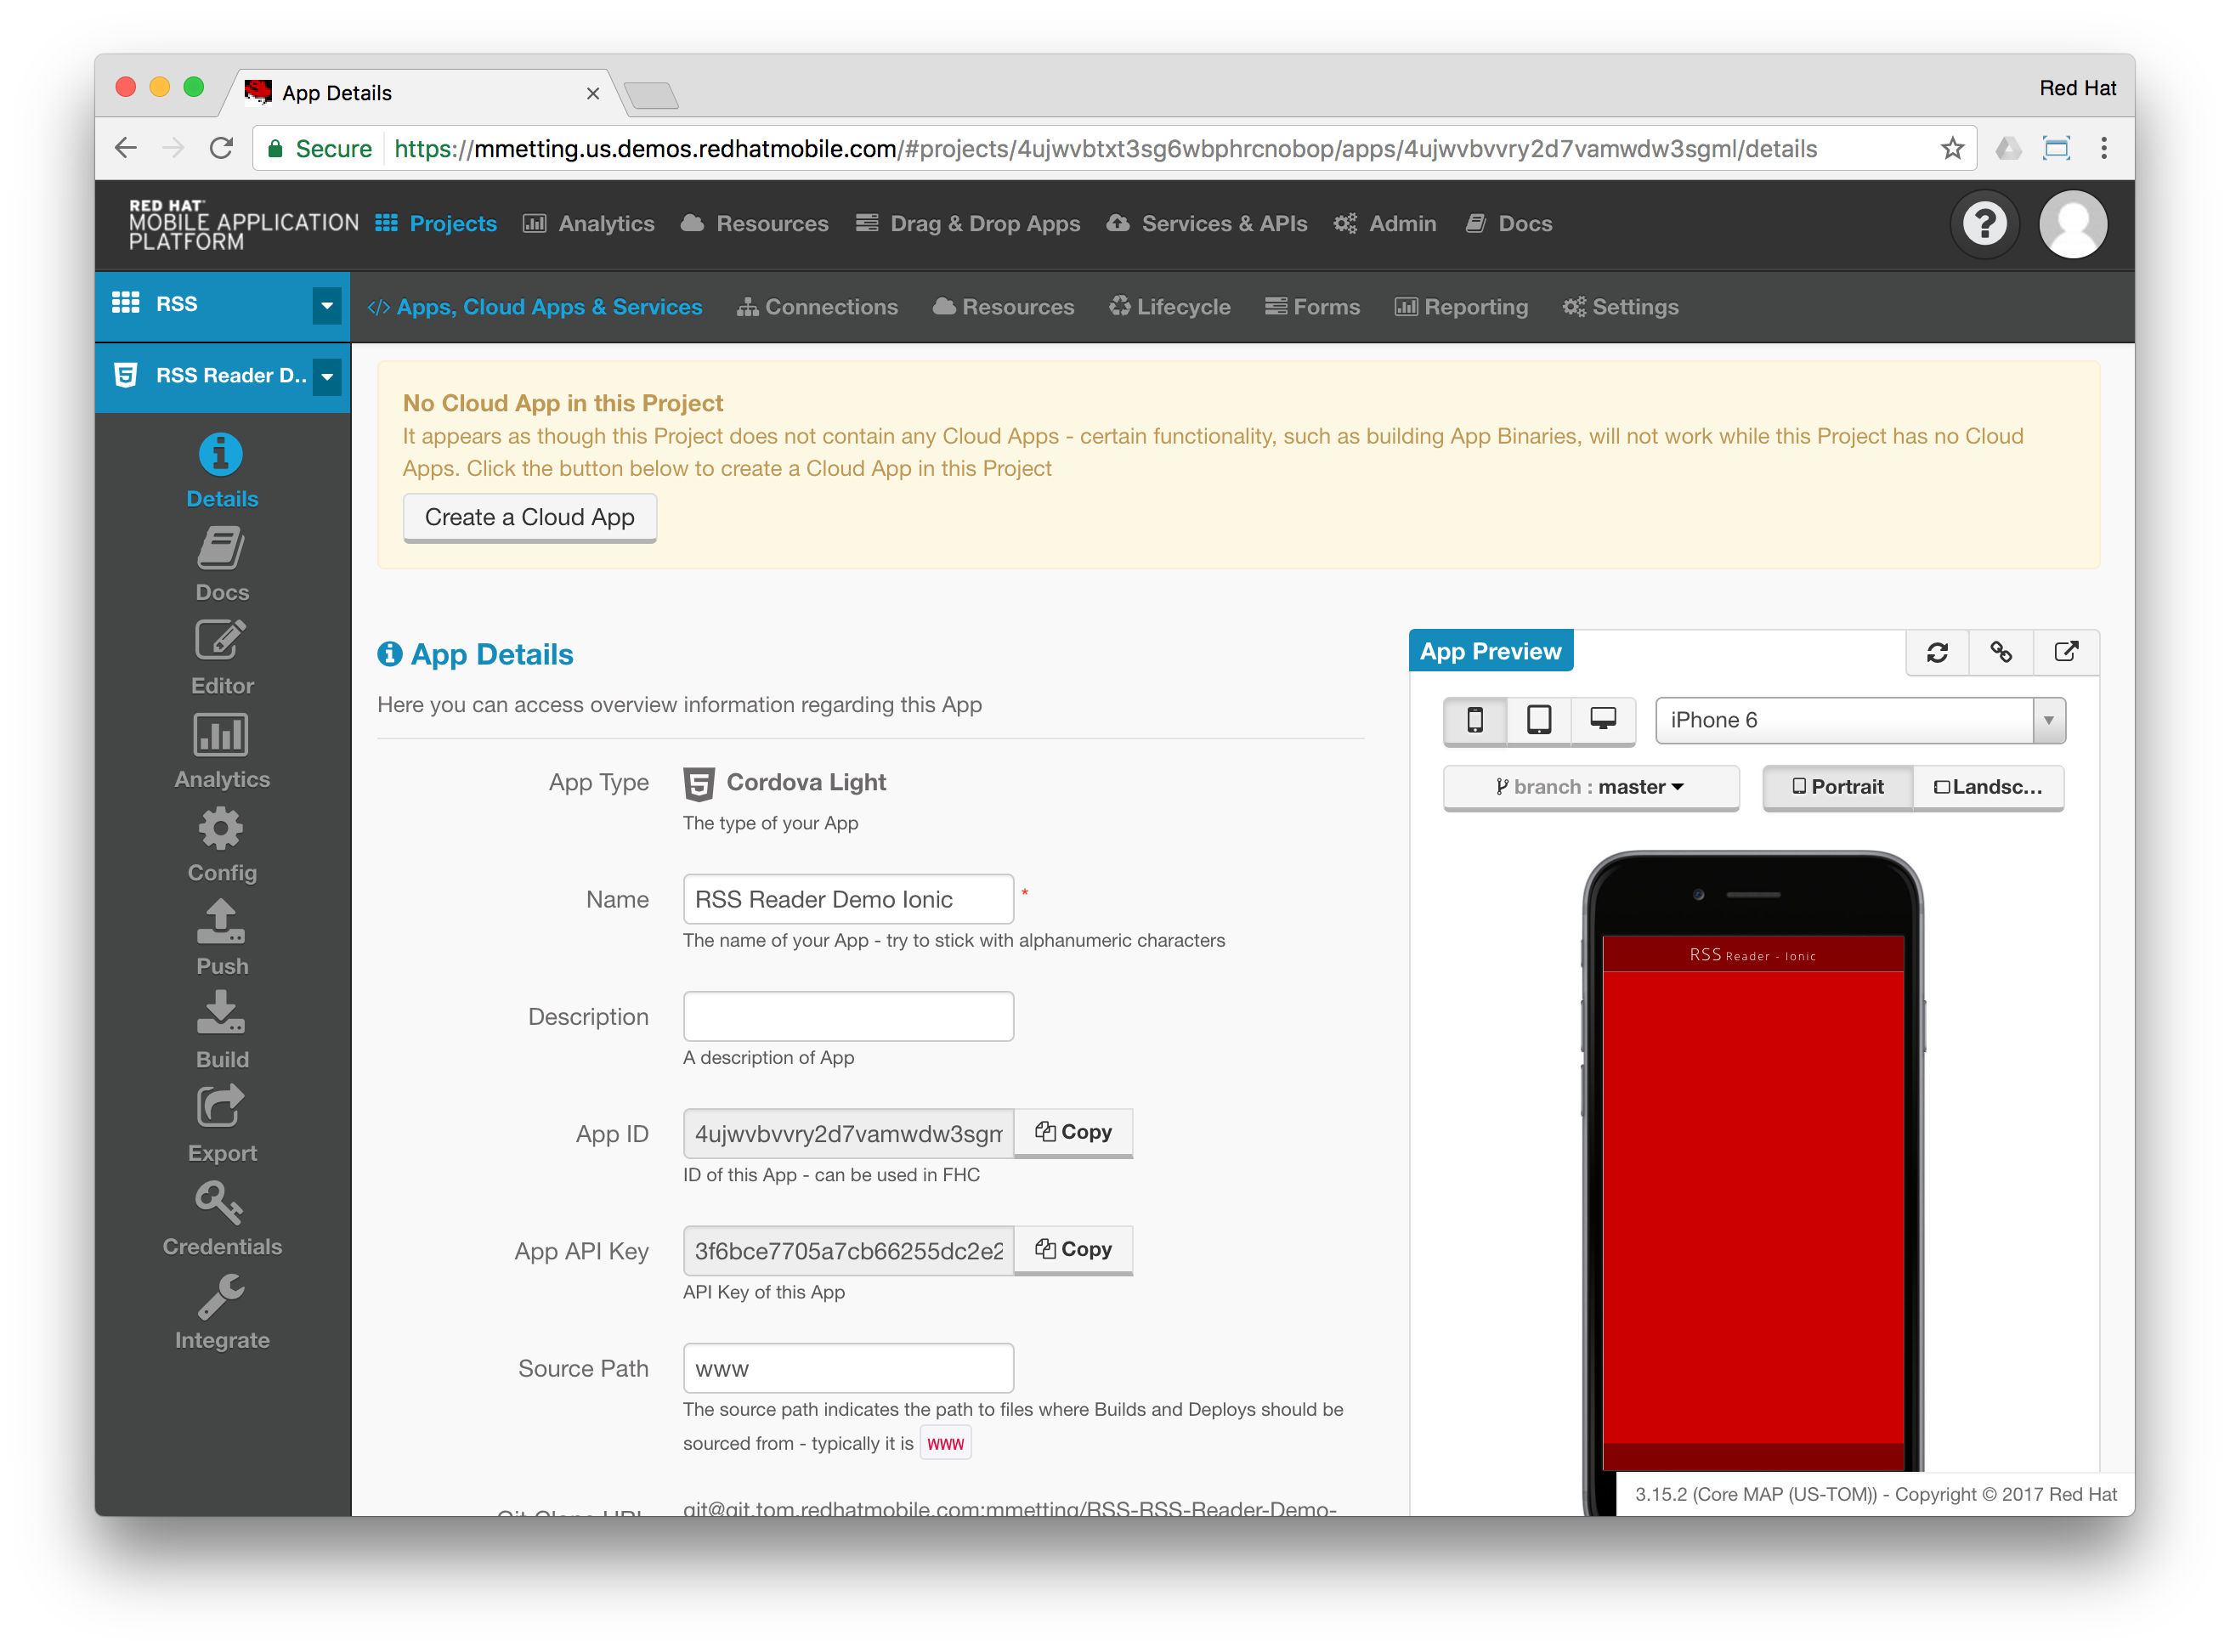 App Details
Red Hat
Secure https://mmetting.us.demos.redhatmobile.com/#projects/4ujwvbtxt3sg6wbphrcnobop/apps/4ujwvbvvry2d7vamwdw3sgml/details
RED HAT
MOBILE APPLICATION
PLATFORM
Projects Analytics Resources Drag & Drop Apps Services & APIs Admin Docs
RSS
Apps, Cloud Apps & Services Connections Resources Lifecycle Forms Reporting Settings
RSS Reader D..
Details
Docs
Editor
Analytics
Config
Push
Build
Export
Credentials
Integrate
No Cloud App in this Project
It appears as though this Project does not contain any Cloud Apps - certain functionality, such as building App Binaries, will not work while this Project has no Cloud
Apps. Click the button below to create a Cloud App in this Project
Create a Cloud App
App Details
Here you can access overview information regarding this App
App Type Cordova Light
The type of your App
Name RSS Reader Demo Ionic *
The name of your App - try to stick with alphanumeric characters
Description
A description of App
App ID 4ujwvbvvry2d7vamwdw3sgm Copy
ID of this App - can be used in FHC
App API Key 3f6bce7705a7cb66255dc2e2 Copy
API Key of this App
Source Path www
The source path indicates the path to files where Builds and Deploys should be
sourced from - typically it is www
Git Clone URL git@git.tom.redhatmobile.com:mmetting/RSS-RSS-Reader-Demo-
App Preview
iPhone 6
branch : master Portrait Landsc...
RSS Reader - Ionic
3.15.2 (Core MAP (US-TOM)) - Copyright © 2017 Red Hat